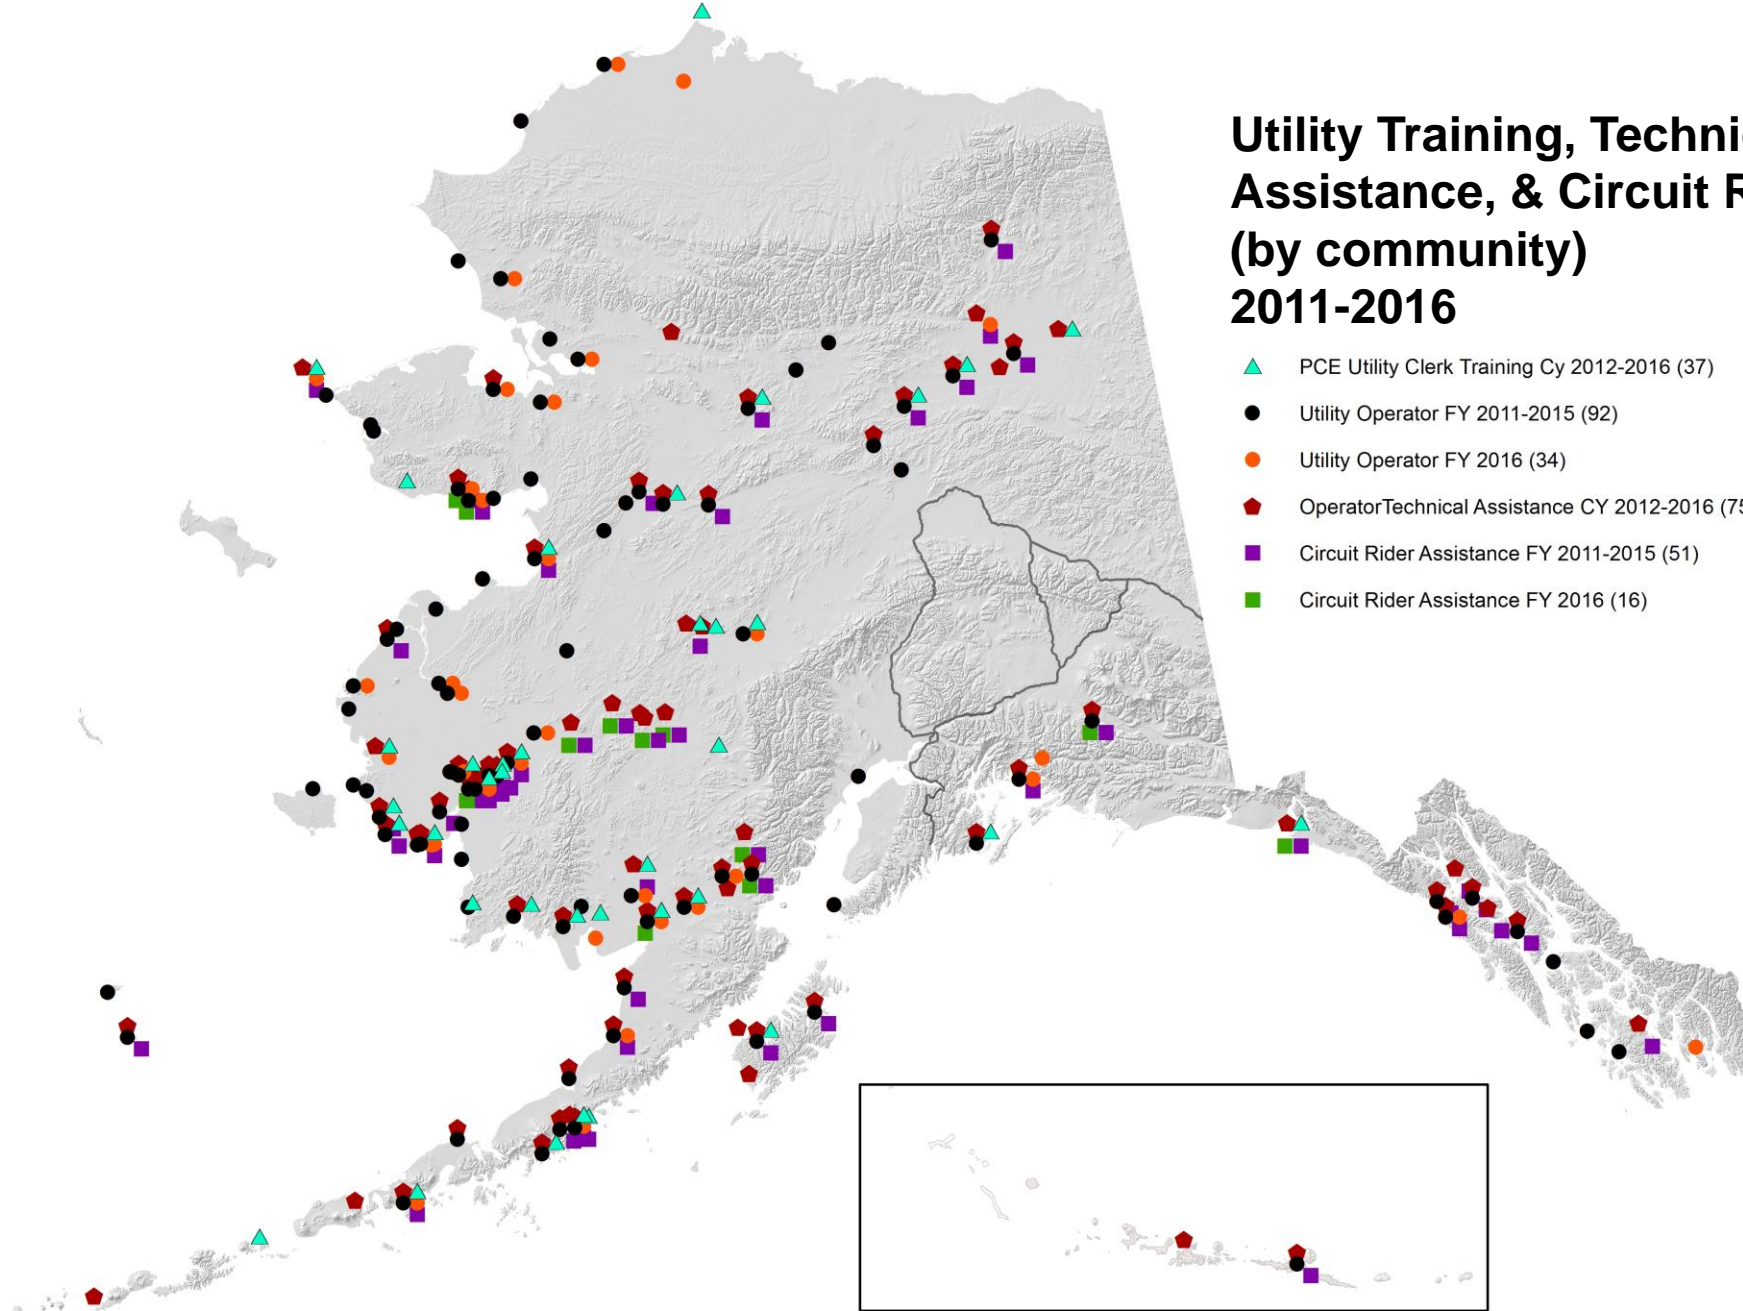 Utility Training, Techni
Assistance, & Circuit R
(by community)
2011-2016
PCE Utility Clerk Training Cy 2012-2016 (37)
Utility Operator FY 2011-2015 (92)
Utility Operator FY 2016 (34)
OperatorTechnical Assistance CY 2012-2016 (75
Circuit Rider Assistance FY 2011-2015 (51)
Circuit Rider Assistance FY 2016 (16)